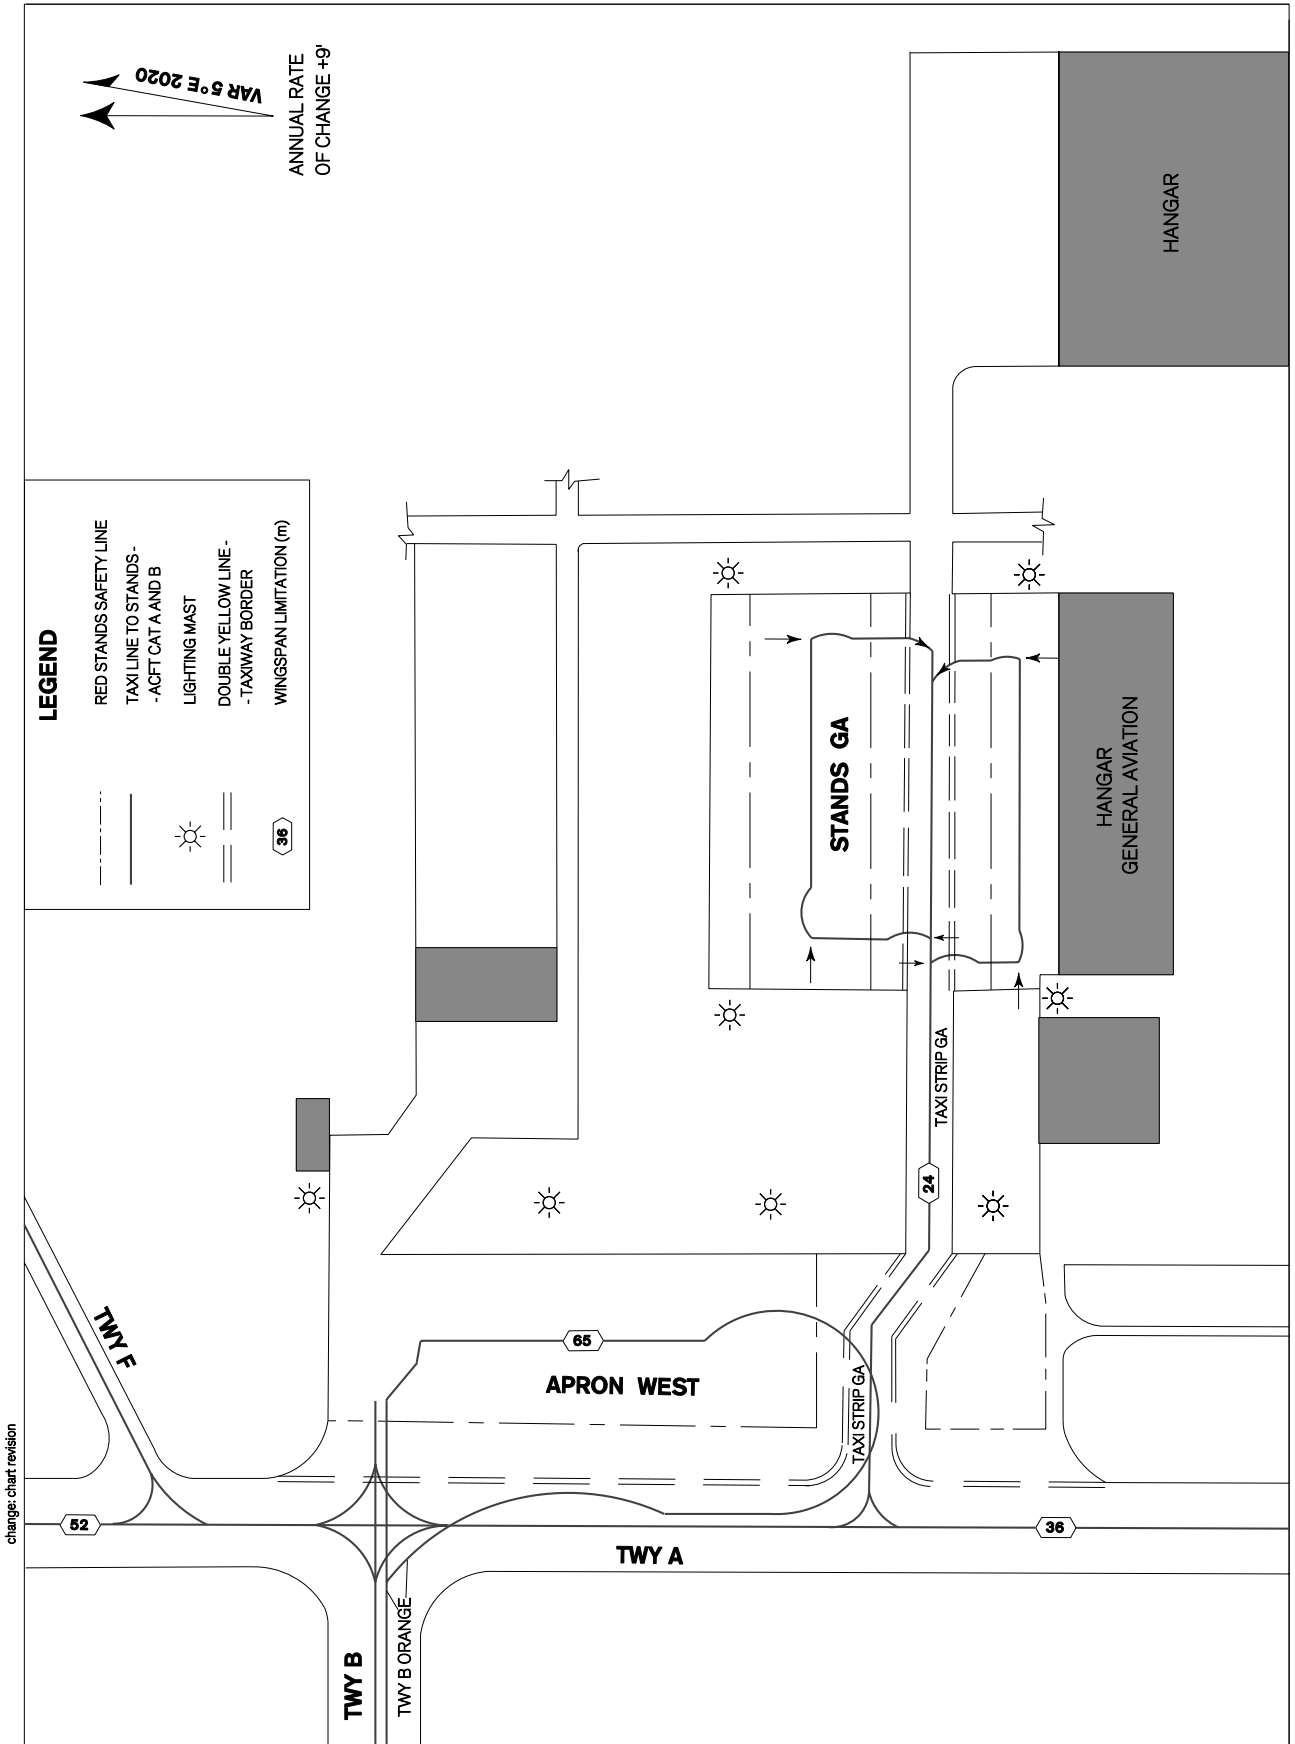 VAR 5°E 2020
ANNUAL RATE
OF CHANGE +9'
HANGAR
LEGEND
RED STANDS SAFETY LINE
TAXI LINE TO STANDS -
- ACFT CAT A AND B
LIGHTING MAST
DOUBLE YELLOW LINE -
- TAXIWAY BORDER
36
WINGSPAN LIMITATION (m)
STANDS GA
HANGAR
GENERAL AVIATION
TAXI STRIP GA
24
TWY F
65
APRON WEST
TAXI STRIP GA
change: chart revision
52
36
TWY A
TWY B
TWY B ORANGE